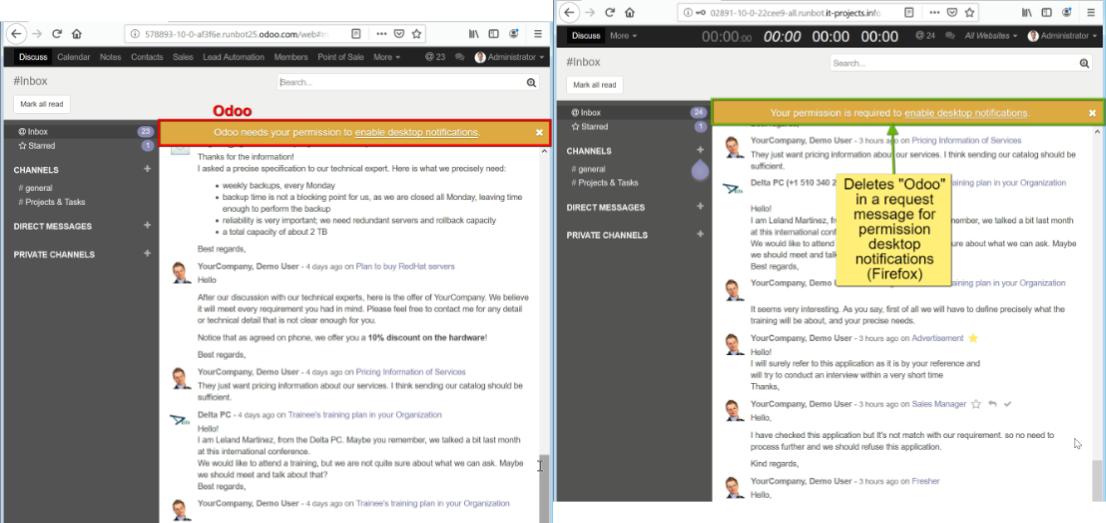 578893-10-0-af3f6e.runbot25.odoo.com/web#
Discuss Calendar Notes Contacts Sales Lead Automation Members Point of Sale More @ 23 Administrator
#Inbox
Search...
Mark all read
Odoo
Odoo needs your permission to enable desktop notifications. ×
@ Inbox 23
Starred 1
CHANNELS +
# general
# Projects & Tasks
DIRECT MESSAGES +
PRIVATE CHANNELS +
Thanks for the information!
I asked a precise specification to our technical expert. Here is what we precisely need:
• weekly backups, every Monday
• backup time is not a blocking point for us, as we are closed all Monday, leaving time
enough to perform the backup
• reliability is very important; we need redundant servers and rollback capacity
• a total capacity of about 2 TB
Best regards,
YourCompany, Demo User - 4 days ago on Plan to buy RedHat servers
Hello
After our discussion with our technical experts, here is the offer of YourCompany. We believe
it will meet every requirement you had in mind. Please feel free to contact me for any detail
or technical detail that is not clear enough for you.
Notice that as agreed on phone, we offer you a 10% discount on the hardware!
Best regards,
YourCompany, Demo User - 4 days ago on Pricing Information of Services
They just want pricing information about our services. I think sending our catalog should be
sufficient.
Delta PC - 4 days ago on Trainee's training plan in your Organization
Hello!
I am Leland Martinez, from the Delta PC. Maybe you remember, we talked a bit last month
at this international conference.
We would like to attend a training, but we are not quite sure about what we can ask. Maybe
we should meet and talk about that?
Best regards,
YourCompany, Demo User - 4 days ago on Trainee's training plan in your Organization
02891-10-0-22cee9-all.runbot.it-projects.info
Discuss More 00:00:00 00:00 00:00 00:00 @ 24 All Websites Administrator
#Inbox
Search...
Mark all read
Your permission is required to enable desktop notifications. ×
@ Inbox 24
Starred 1
CHANNELS +
# general
# Projects & Tasks
DIRECT MESSAGES +
PRIVATE CHANNELS +
YourCompany, Demo User - 3 hours ago on Pricing Information of Services
They just want pricing information about our services. I think sending our catalog should be
sufficient.
Delta PC (+1 510 340 2 ining plan in your Organization
Hello!
I am Leland Martinez, from the Delta PC. Maybe you remember, we talked a bit last month
at this international conf
We would like to attend ure about what we can ask. Maybe
we should meet and talk
Best regards,
YourCompany, Demo ining plan in your Organization
It seems very interesting. As you say, first of all we will have to define precisely what the
training will be about, and your precise needs.
YourCompany, Demo User - 3 hours ago on Advertisement
Hello!
I will surely refer to this application as it is by your reference and
will try to conduct an interview within a very short time
Thanks,
YourCompany, Demo User - 3 hours ago on Sales Manager
Hello,
I have checked this application but It's not match with our requirement. so no need to
process further and we should refuse this application.
Kind regards,
YourCompany, Demo User - 3 hours ago on Fresher
Hello,
Deletes "Odoo"
in a request
message for
permission
desktop
notifications
(Firefox)